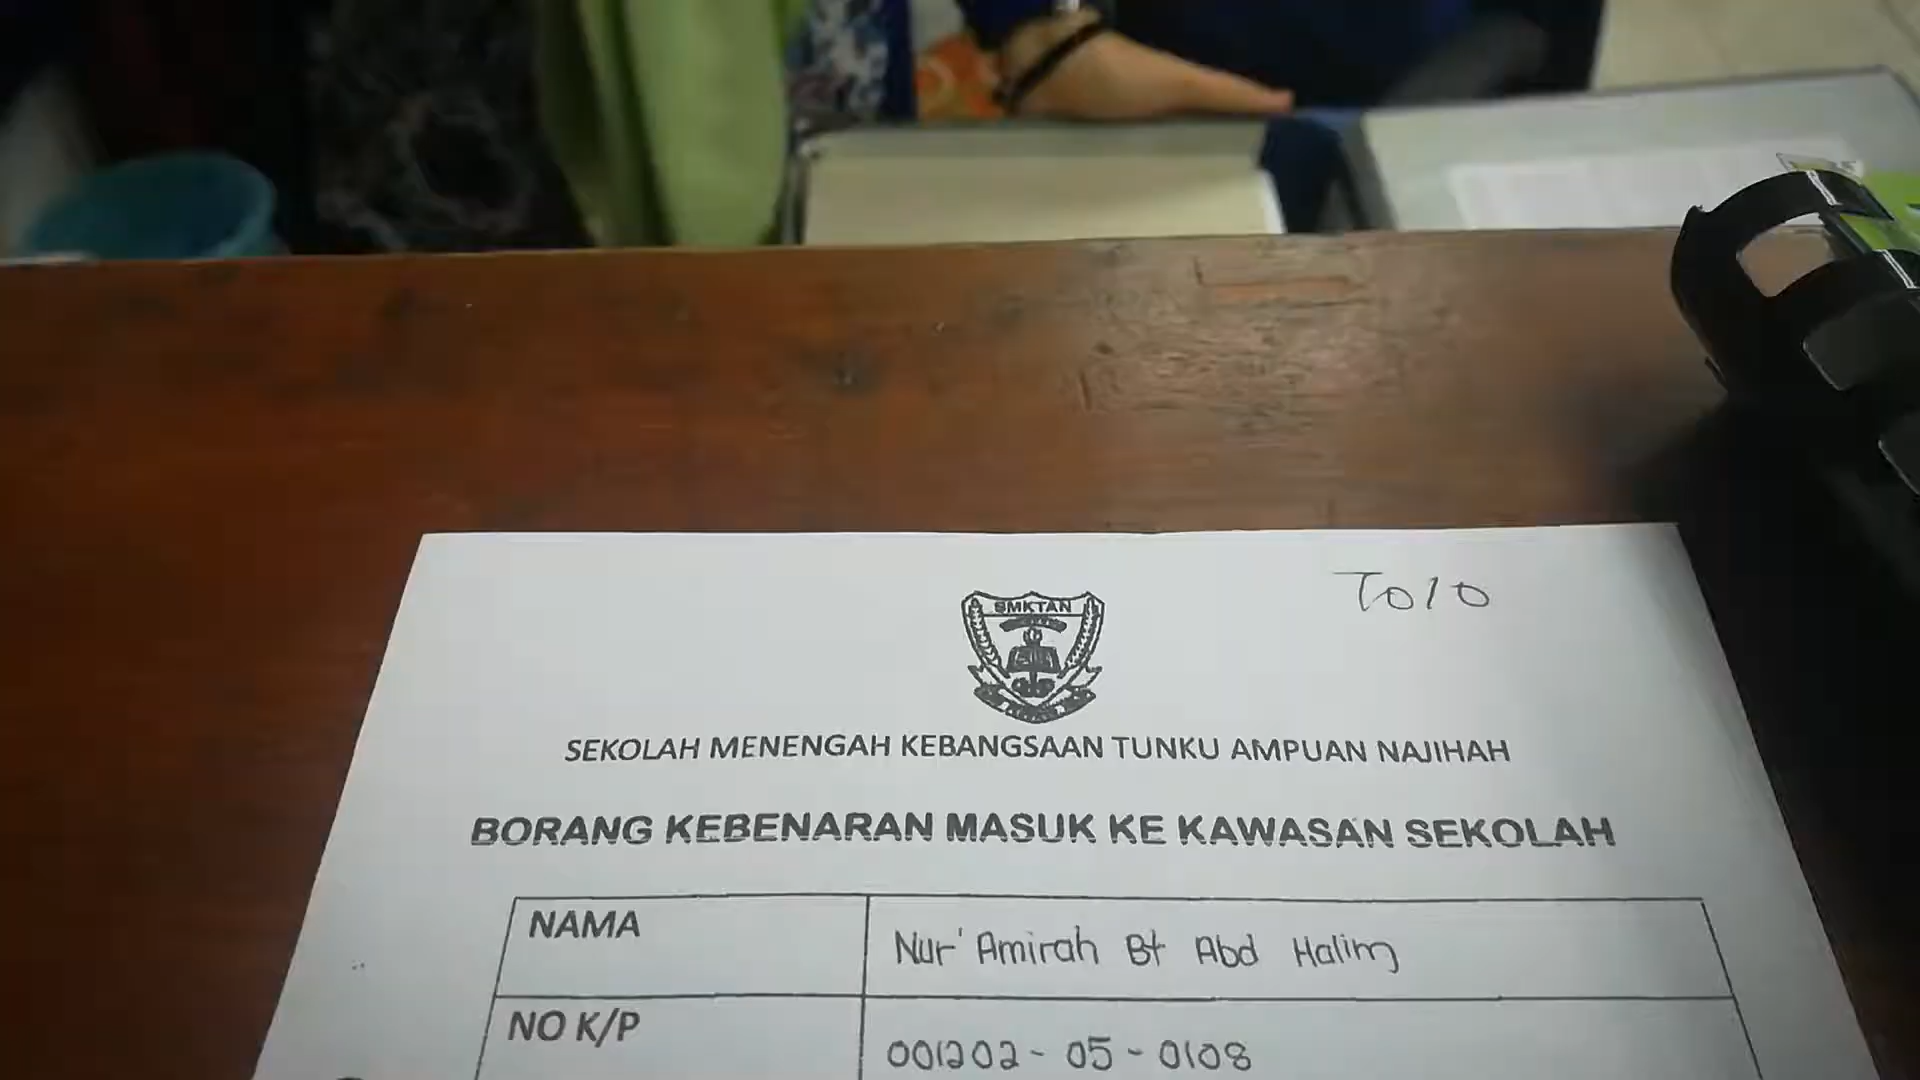 T010
SMKTAN
SEKOLAH MENENGAH KEBANGSAAN TUNKU AMPUAN NAJIHAH
BORANG KEBENARAN MASUK KE KAWASAN SEKOLAH
NAMA Nur' Amirah Bt Abd Halim
NO K/P 001202-05-0108